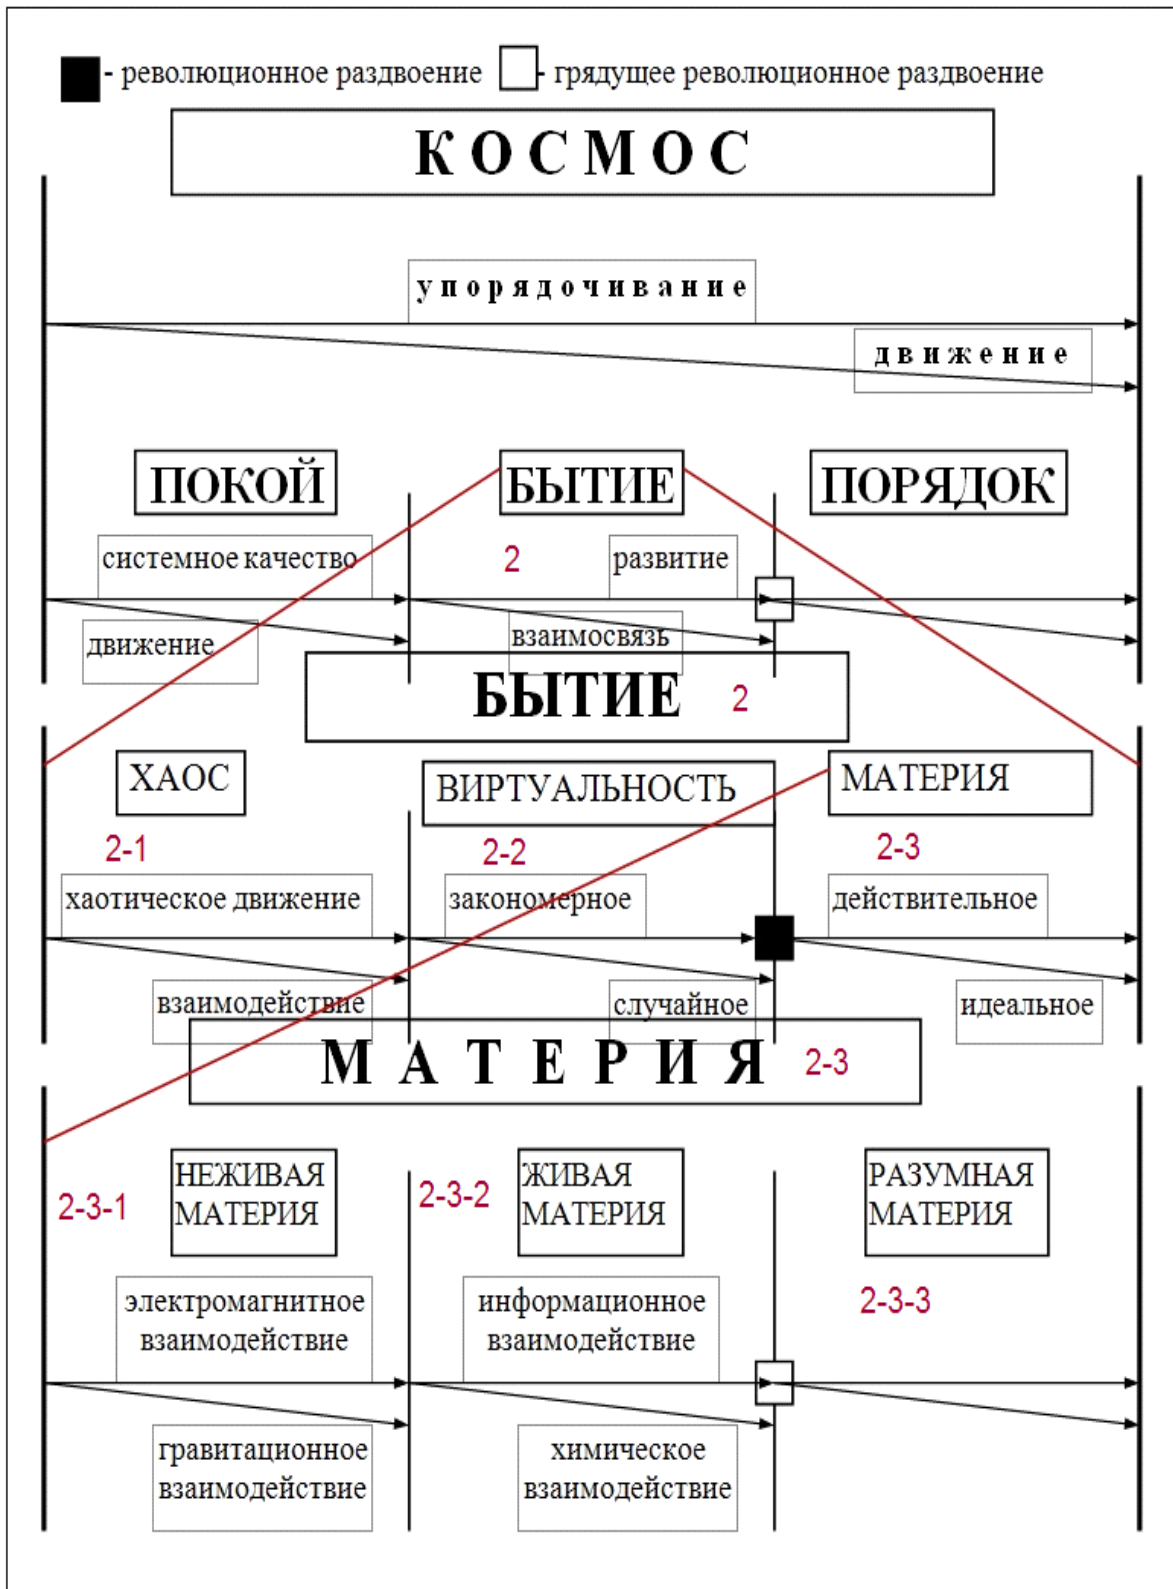 - революционное раздвоение - грядущее революционное раздвоение
КОСМОС
упорядочивание
движение
ПОКОЙ БЫТИЕ ПОРЯДОК
системное качество 2 развитие
движение взаимосвязь
БЫТИЕ 2
ХАОС ВИРТУАЛЬНОСТЬ МАТЕРИЯ
2-1 2-2 2-3
хаотическое движение закономерное действительное
взаимодействие случайное идеальное
МАТЕРИЯ 2-3
2-3-1 НЕЖИВАЯ
МАТЕРИЯ
2-3-2 ЖИВАЯ
МАТЕРИЯ
РАЗУМНАЯ
МАТЕРИЯ
электромагнитное
взаимодействие
информационное
взаимодействие
2-3-3
гравитационное
взаимодействие
химическое
взаимодействие